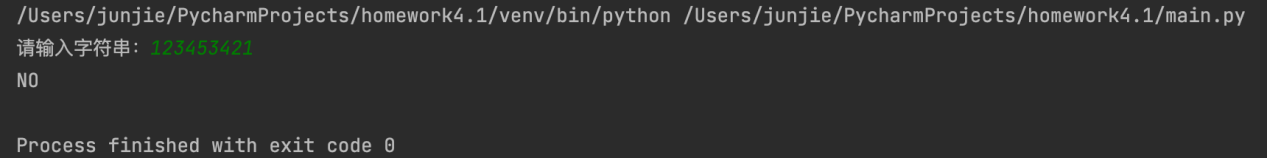 /Users/junjie/PycharmProjects/homework4.1/venv/bin/python /Users/junjie/PycharmProjects/homework4.1/main.py
请输入字符串：123453421
NO
Process finished with exit code 0